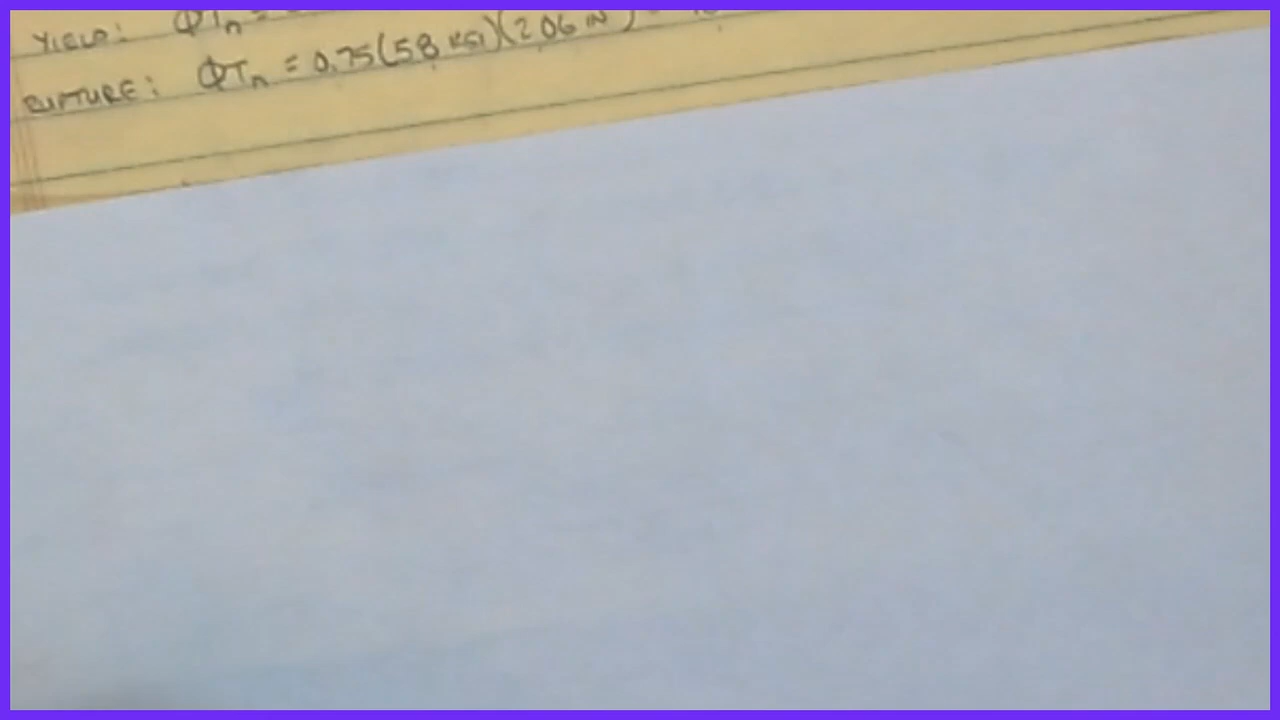 YIELD: ΦTn =
RUPTURE: ΦTn = 0.75(58 KSI)(2.06 IN)